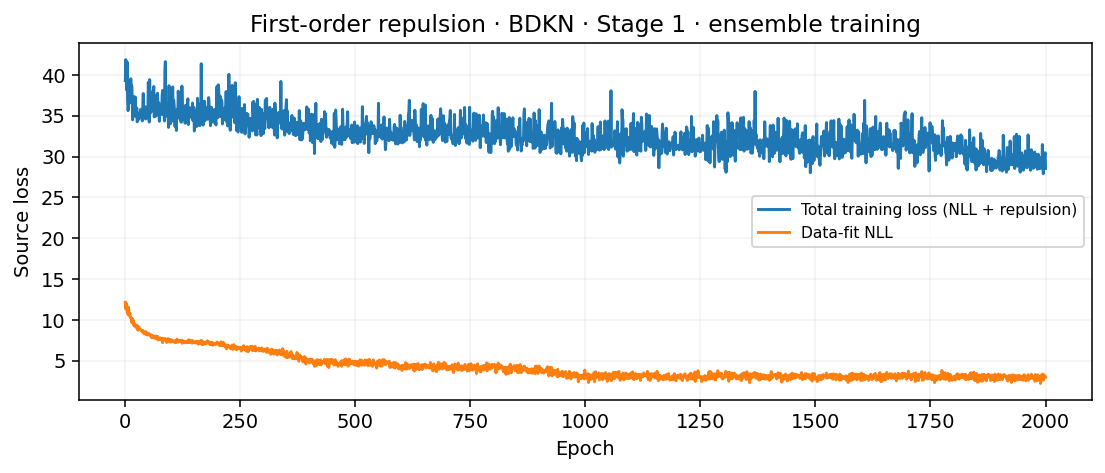 First-order repulsion · BDKN · Stage 1 · ensemble training
Source loss
40
35
30
25
20
15
10
5
Total training loss (NLL + repulsion)
Data-fit NLL
0 250 500 750 1000 1250 1500 1750 2000
Epoch